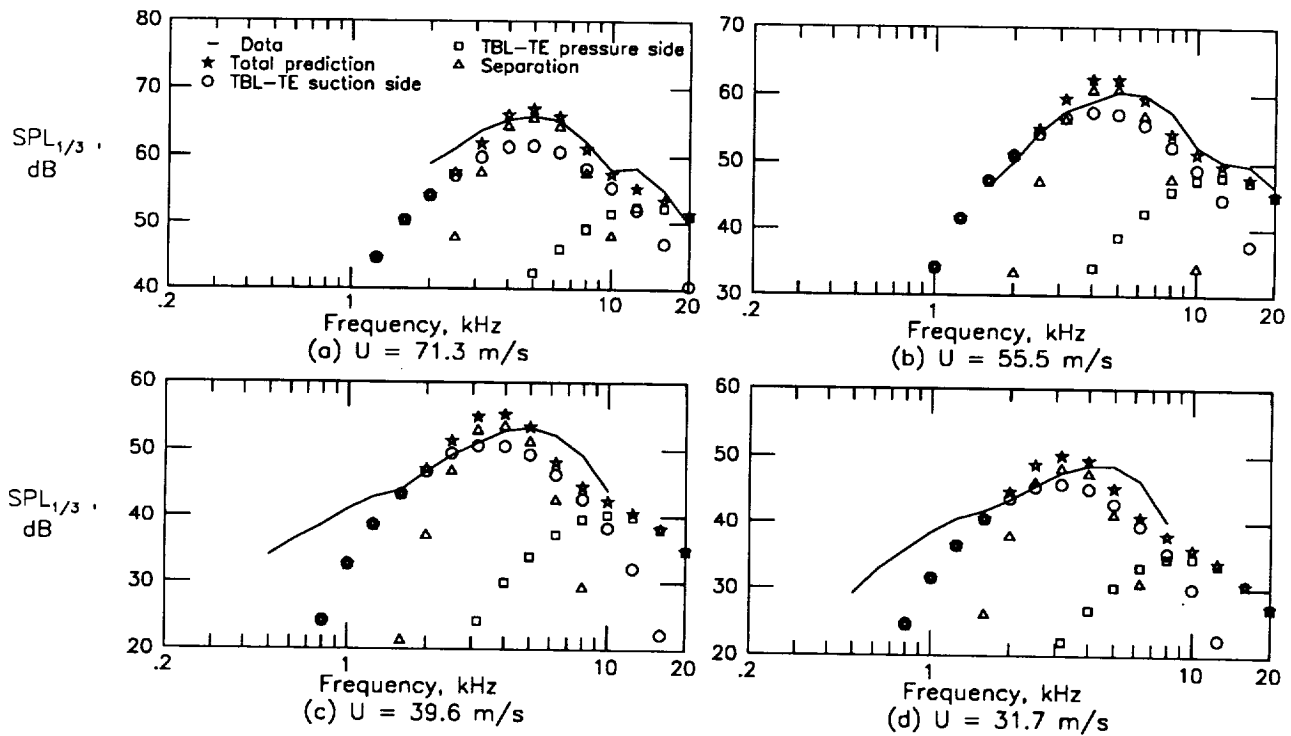 80
70
60
50
40
SPL1/3 ,
dB
— Data
★ Total prediction
○ TBL-TE suction side
□ TBL-TE pressure side
△ Separation
.2 1 10 20
Frequency, kHz
(a) U = 71.3 m/s
70
60
50
40
30
.2 1 10 20
Frequency, kHz
(b) U = 55.5 m/s
60
50
40
30
20
SPL1/3 ,
dB
.2 1 10 20
Frequency, kHz
(c) U = 39.6 m/s
60
50
40
30
20
.2 1 10 20
Frequency, kHz
(d) U = 31.7 m/s